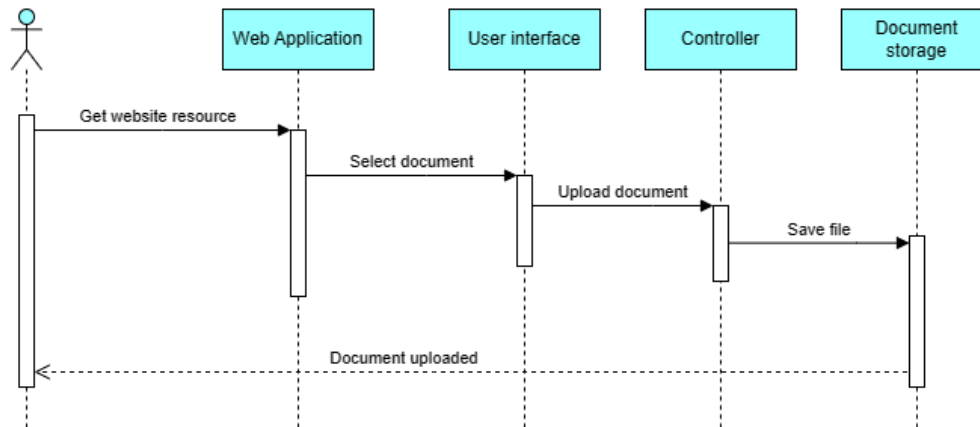 Web Application
User interface
Controller
Document
storage
Get website resource
Select document
Upload document
Save file
Document uploaded